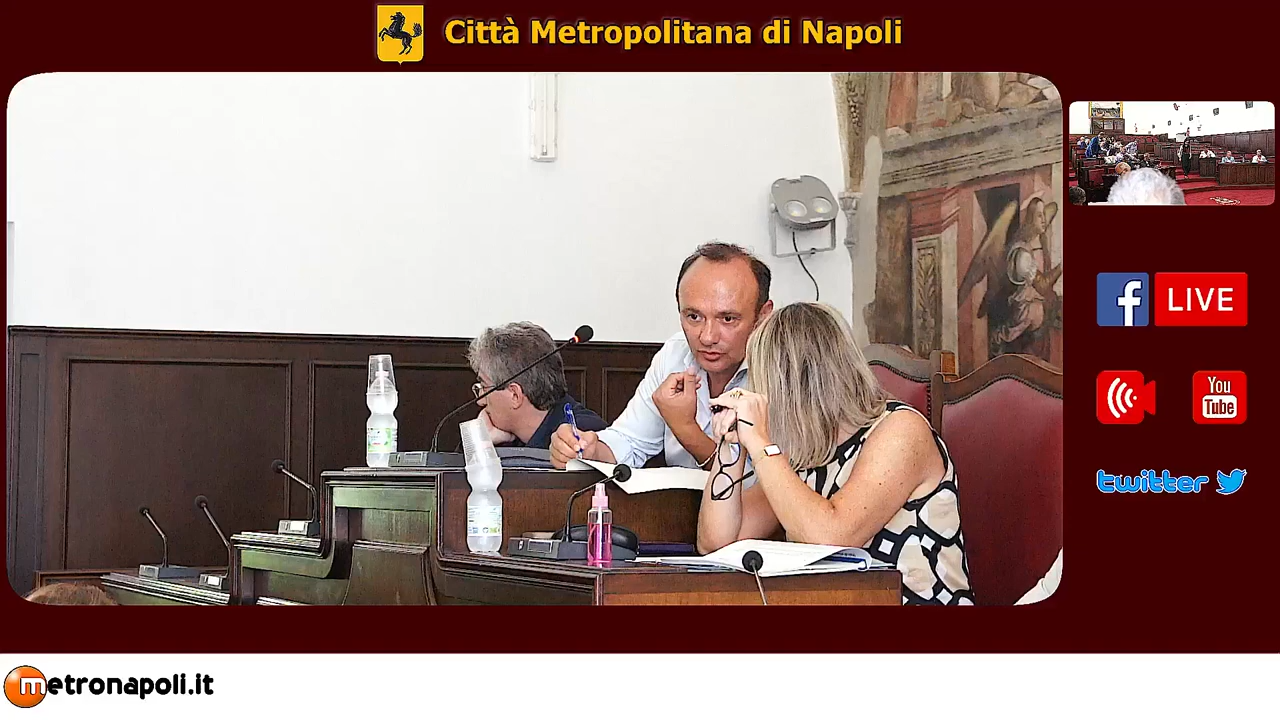 Città Metropolitana di Napoli
f LIVE
You
Tube
twitter
metronapoli.it